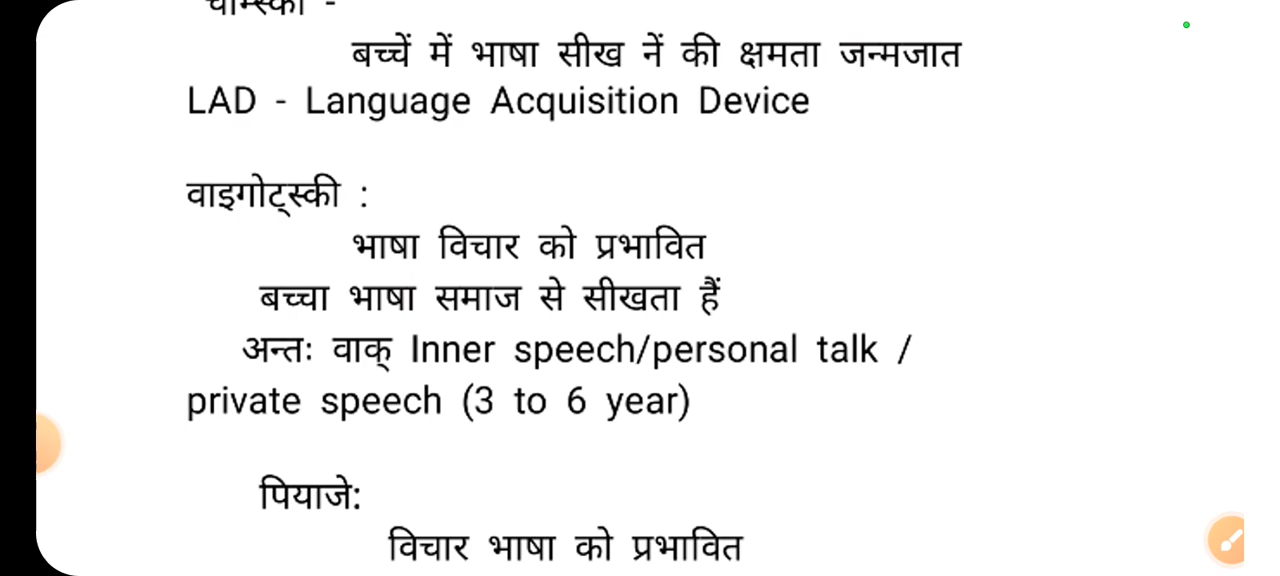 चॉम्स्की -
बच्चें में भाषा सीख नें की क्षमता जन्मजात
LAD - Language Acquisition Device
वाइगोट्स्की :
भाषा विचार को प्रभावित
बच्चा भाषा समाज से सीखता हैं
अन्तः वाक् Inner speech/personal talk /
private speech (3 to 6 year)
पियाजे:
विचार भाषा को प्रभावित